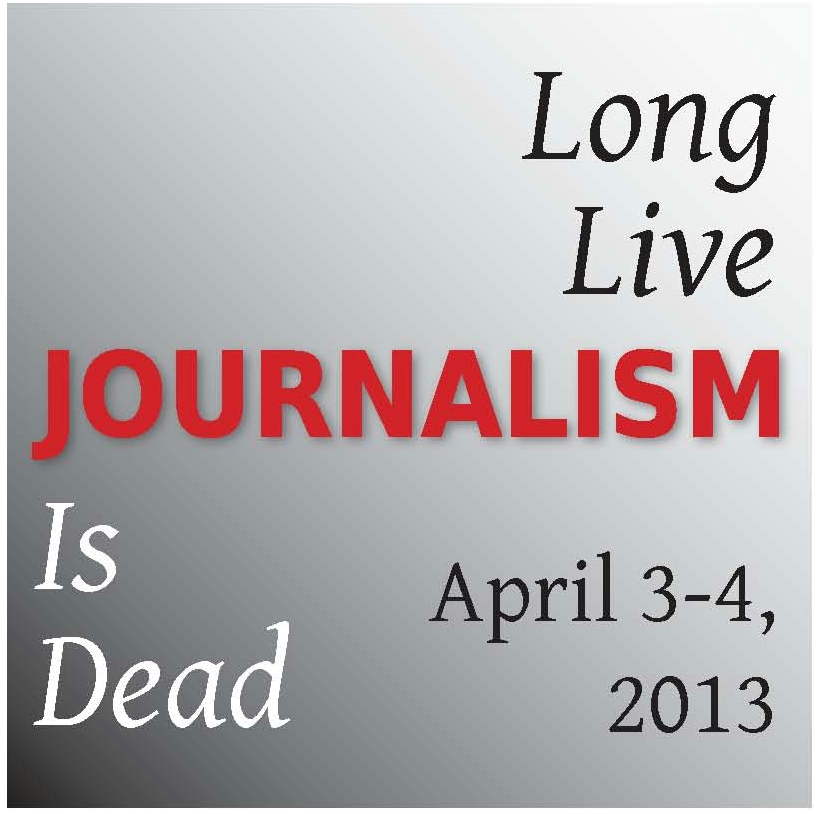 Long
Live
JOURNALISM
Is
Dead
April 3-4,
2013